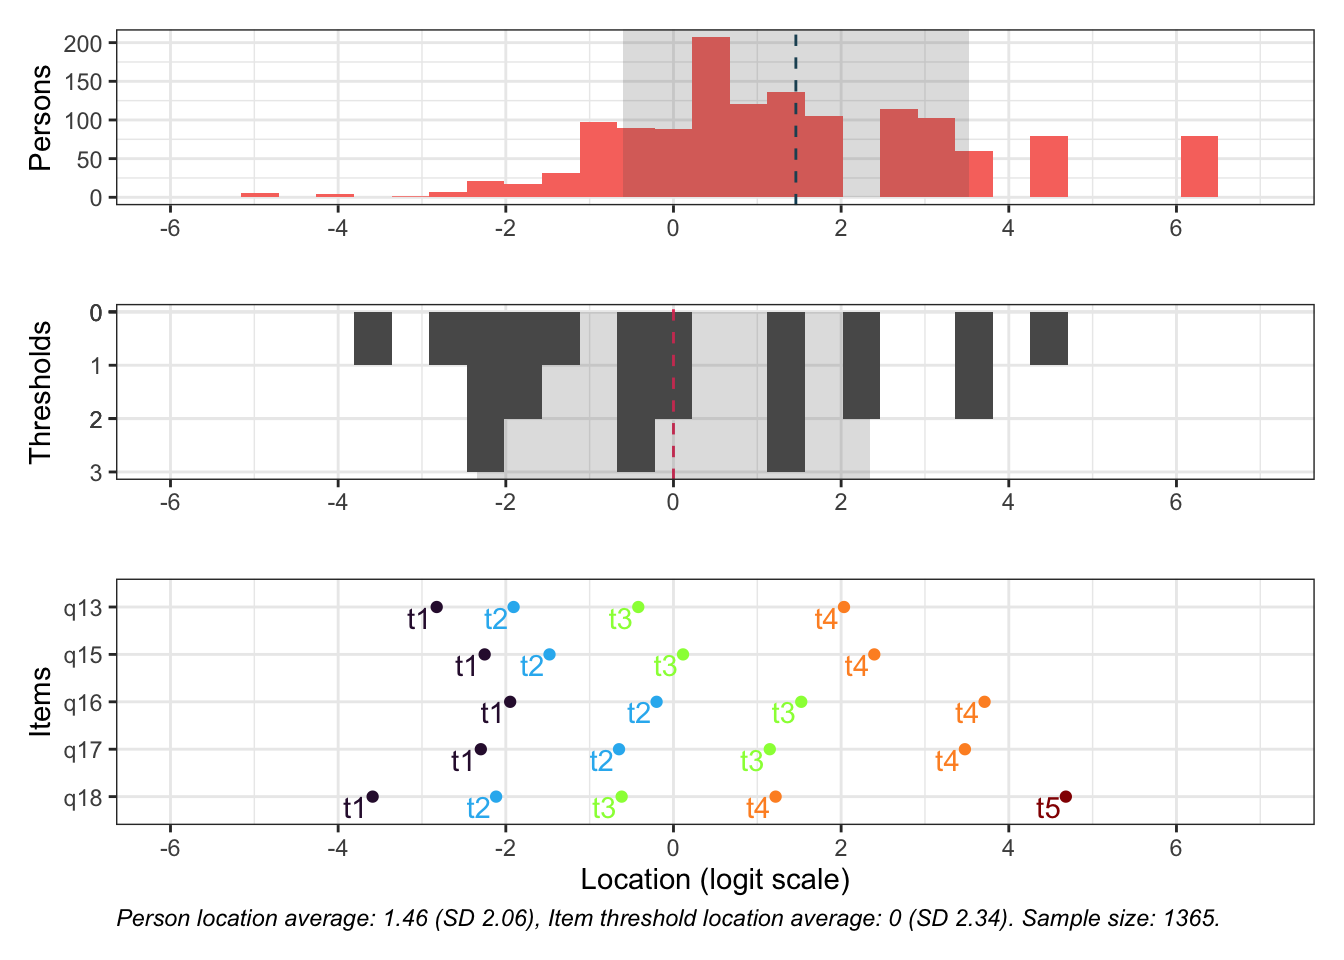 Persons
200
150
100
50
0
-6 -4 -2 0 2 4 6
Thresholds
0
1
2
3
-6 -4 -2 0 2 4 6
Items
q13 t1 t2 t3 t4
q15 t1 t2 t3 t4
q16 t1 t2 t3 t4
q17 t1 t2 t3 t4
q18 t1 t2 t3 t4 t5
-6 -4 -2 0 2 4 6
Location (logit scale)
Person location average: 1.46 (SD 2.06), Item threshold location average: 0 (SD 2.34). Sample size: 1365.